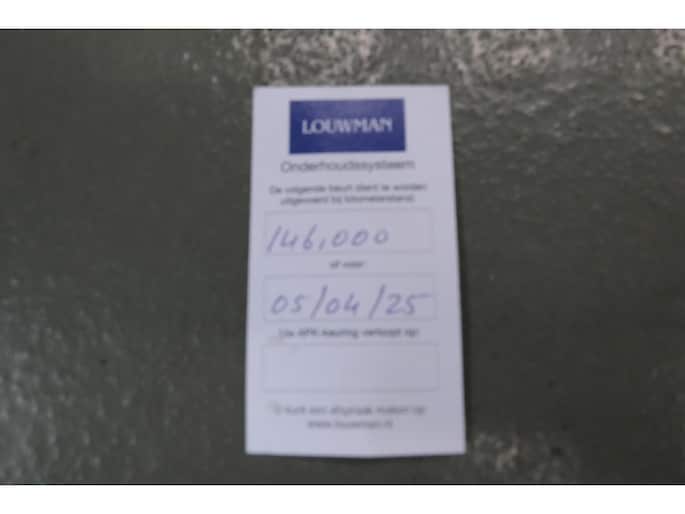 LOUWMAN
Onderhoudssysteem
De volgende beurt dient te worden
uitgevoerd bij kilometerstand:
146,000
of voor:
05/04/25
Uw APK-keuring verloopt op:
U kunt een afspraak maken op
www.louwman.nl